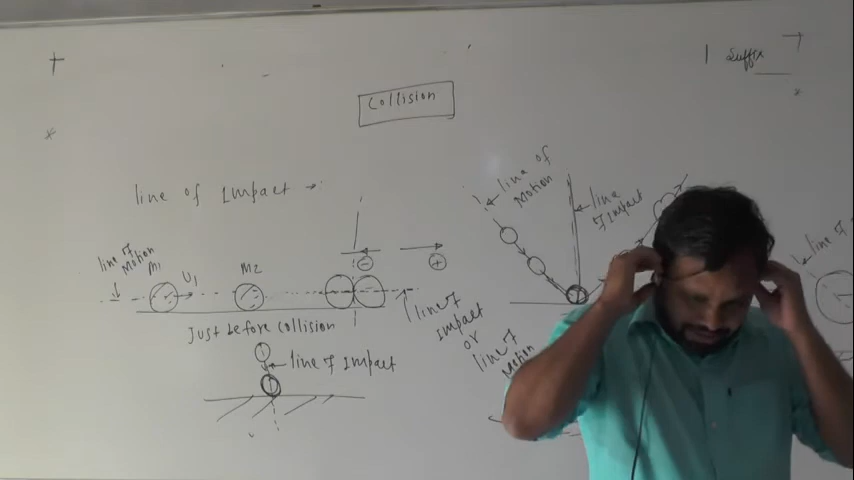 Suffix
Collision
line of Impact →
line of
Motion
line
of Impact
line of
Motion
M1
U1
M2
⊖
⊕
line of
Impact
or
line of
Motion
Just before collision
line of Impact
line of